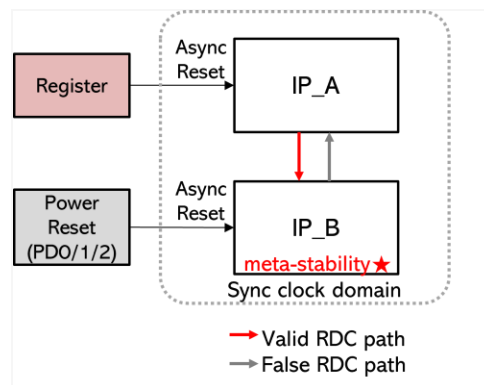 Register
Async
Reset
IP_A
Power
Reset
(PD0/1/2)
Async
Reset
IP_B
meta-stability★
Sync clock domain
Valid RDC path
False RDC path